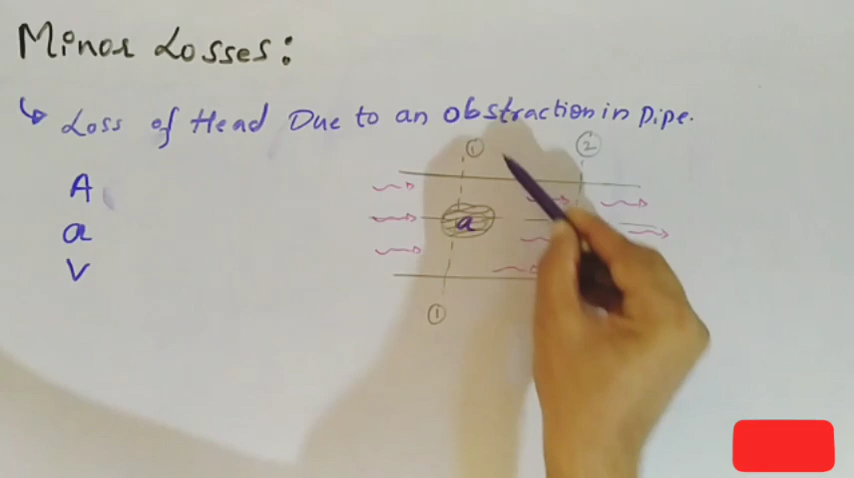 Minor Losses:
↳ Loss of Head Due to an obstraction in pipe.
① ②
A
a
a
V
①